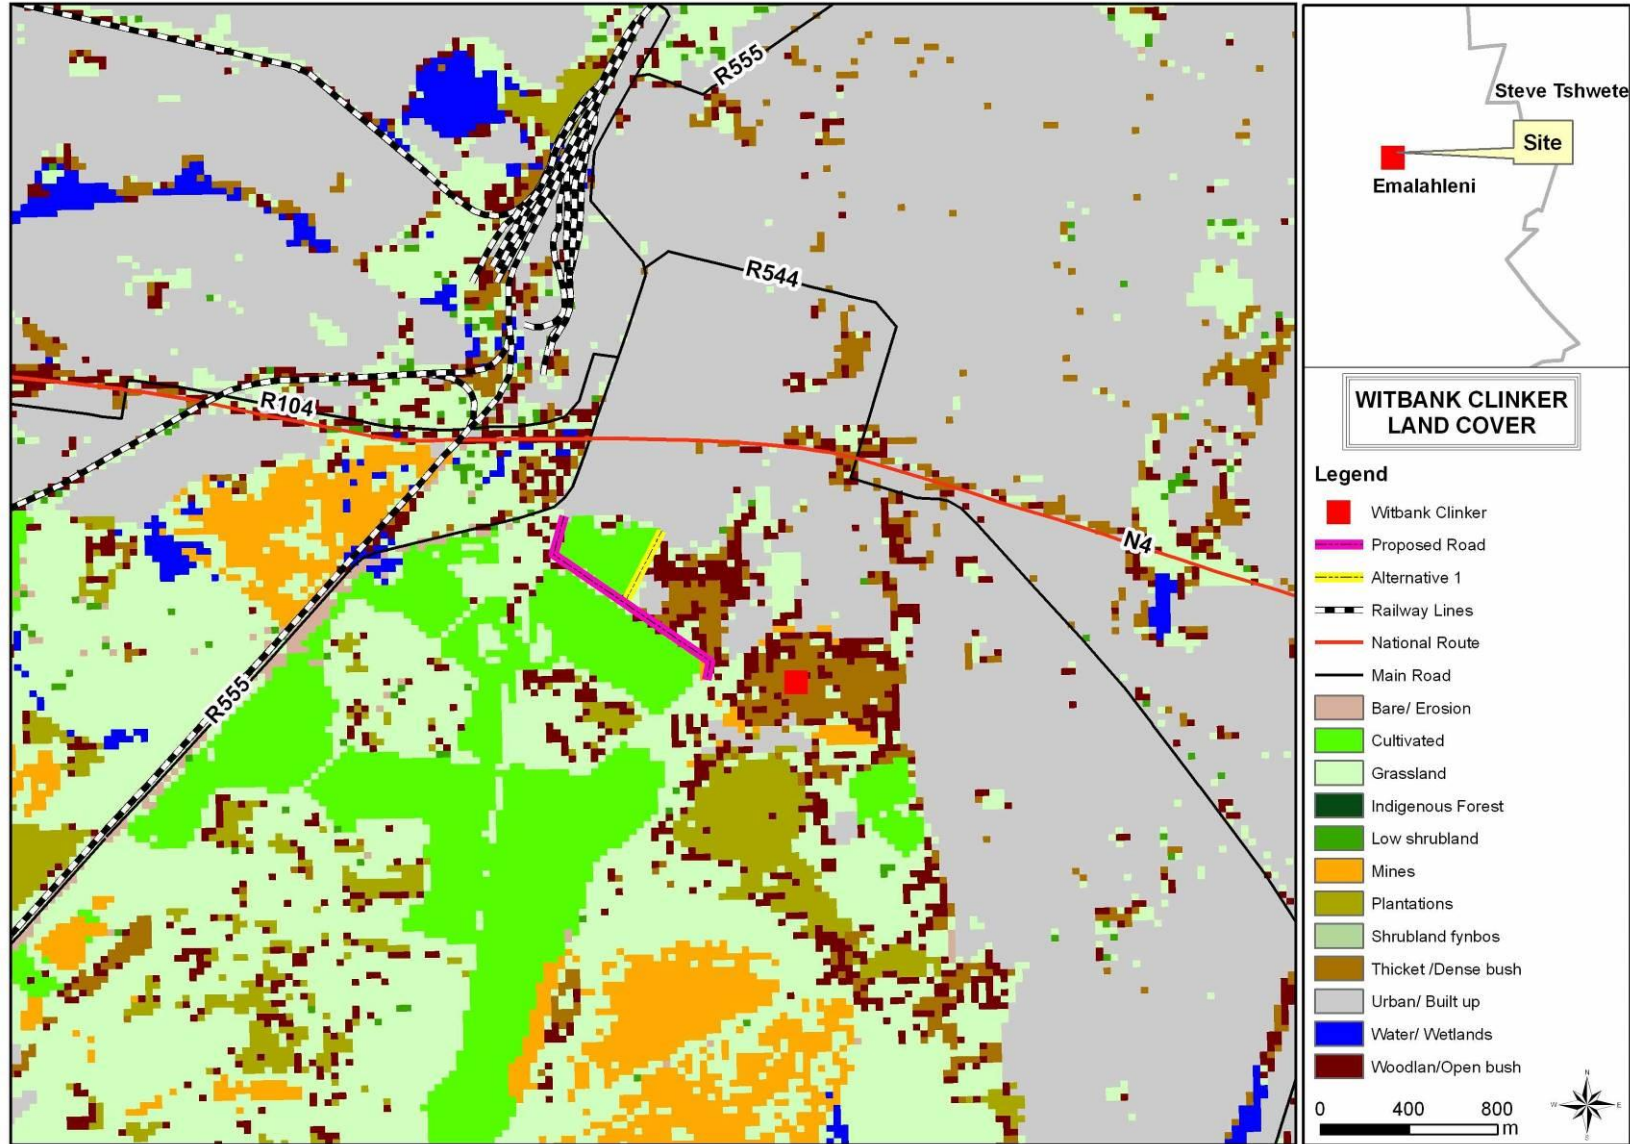 R555
R544
R104
N4
R555
Steve Tshwete
Site
Emalahleni
WITBANK CLINKER
LAND COVER
Legend
Witbank Clinker
Proposed Road
Alternative 1
Railway Lines
National Route
Main Road
Bare/ Erosion
Cultivated
Grassland
Indigenous Forest
Low shrubland
Mines
Plantations
Shrubland fynbos
Thicket /Dense bush
Urban/ Built up
Water/ Wetlands
Woodlan/Open bush
N
W E
S
0 400 800
m